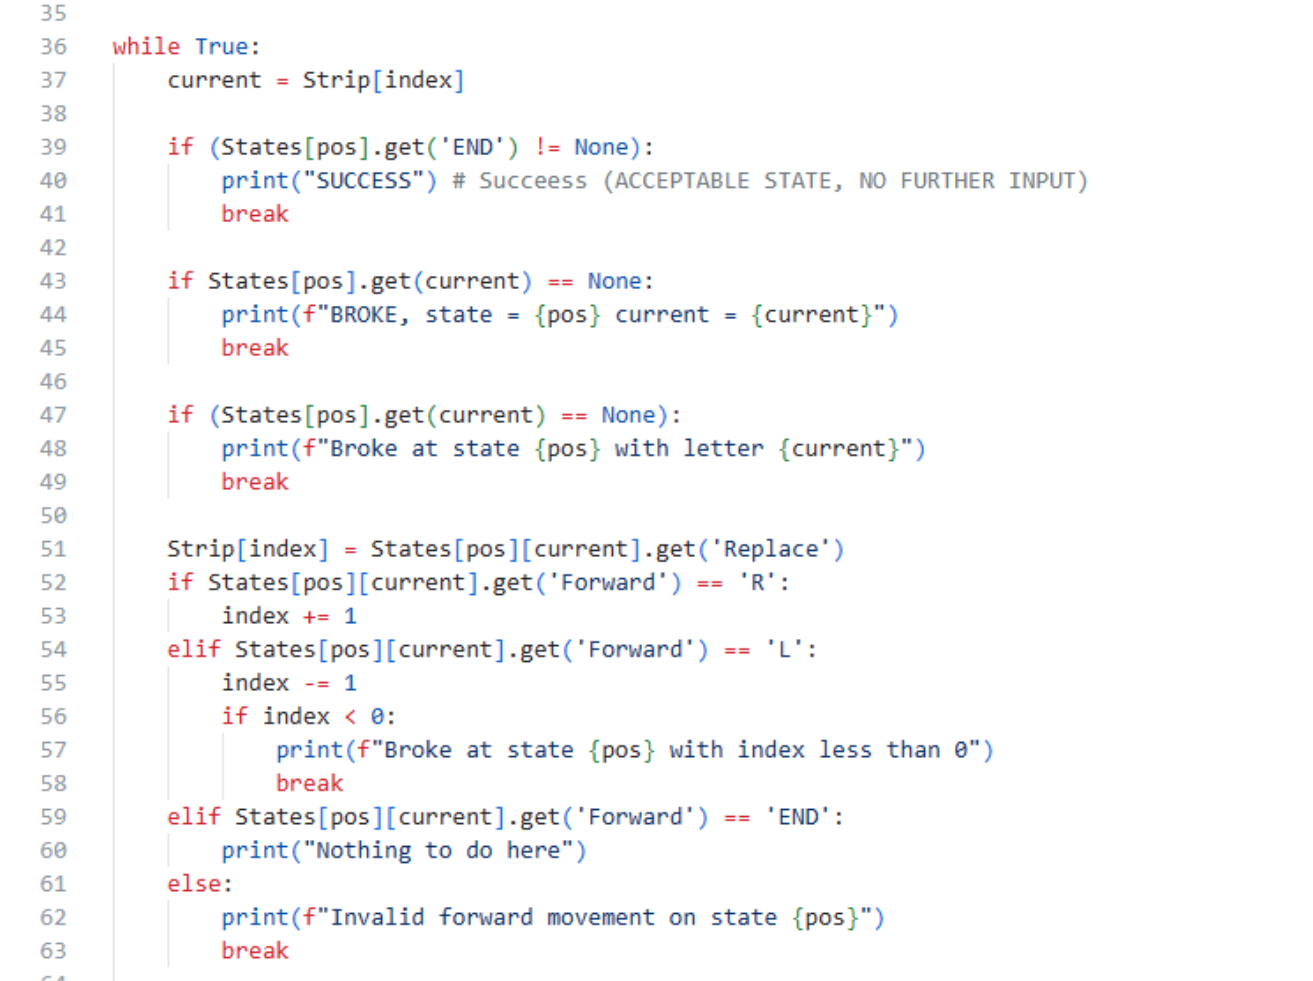 35
36 while True:
37     current = Strip[index]
38
39     if (States[pos].get('END') != None):
40         print("SUCCESS") # Succeess (ACCEPTABLE STATE, NO FURTHER INPUT)
41         break
42
43     if States[pos].get(current) == None:
44         print(f"BROKE, state = {pos} current = {current}")
45         break
46
47     if (States[pos].get(current) == None):
48         print(f"Broke at state {pos} with letter {current}")
49         break
50
51     Strip[index] = States[pos][current].get('Replace')
52     if States[pos][current].get('Forward') == 'R':
53         index += 1
54     elif States[pos][current].get('Forward') == 'L':
55         index -= 1
56         if index < 0:
57             print(f"Broke at state {pos} with index less than 0")
58             break
59     elif States[pos][current].get('Forward') == 'END':
60         print("Nothing to do here")
61     else:
62         print(f"Invalid forward movement on state {pos}")
63         break